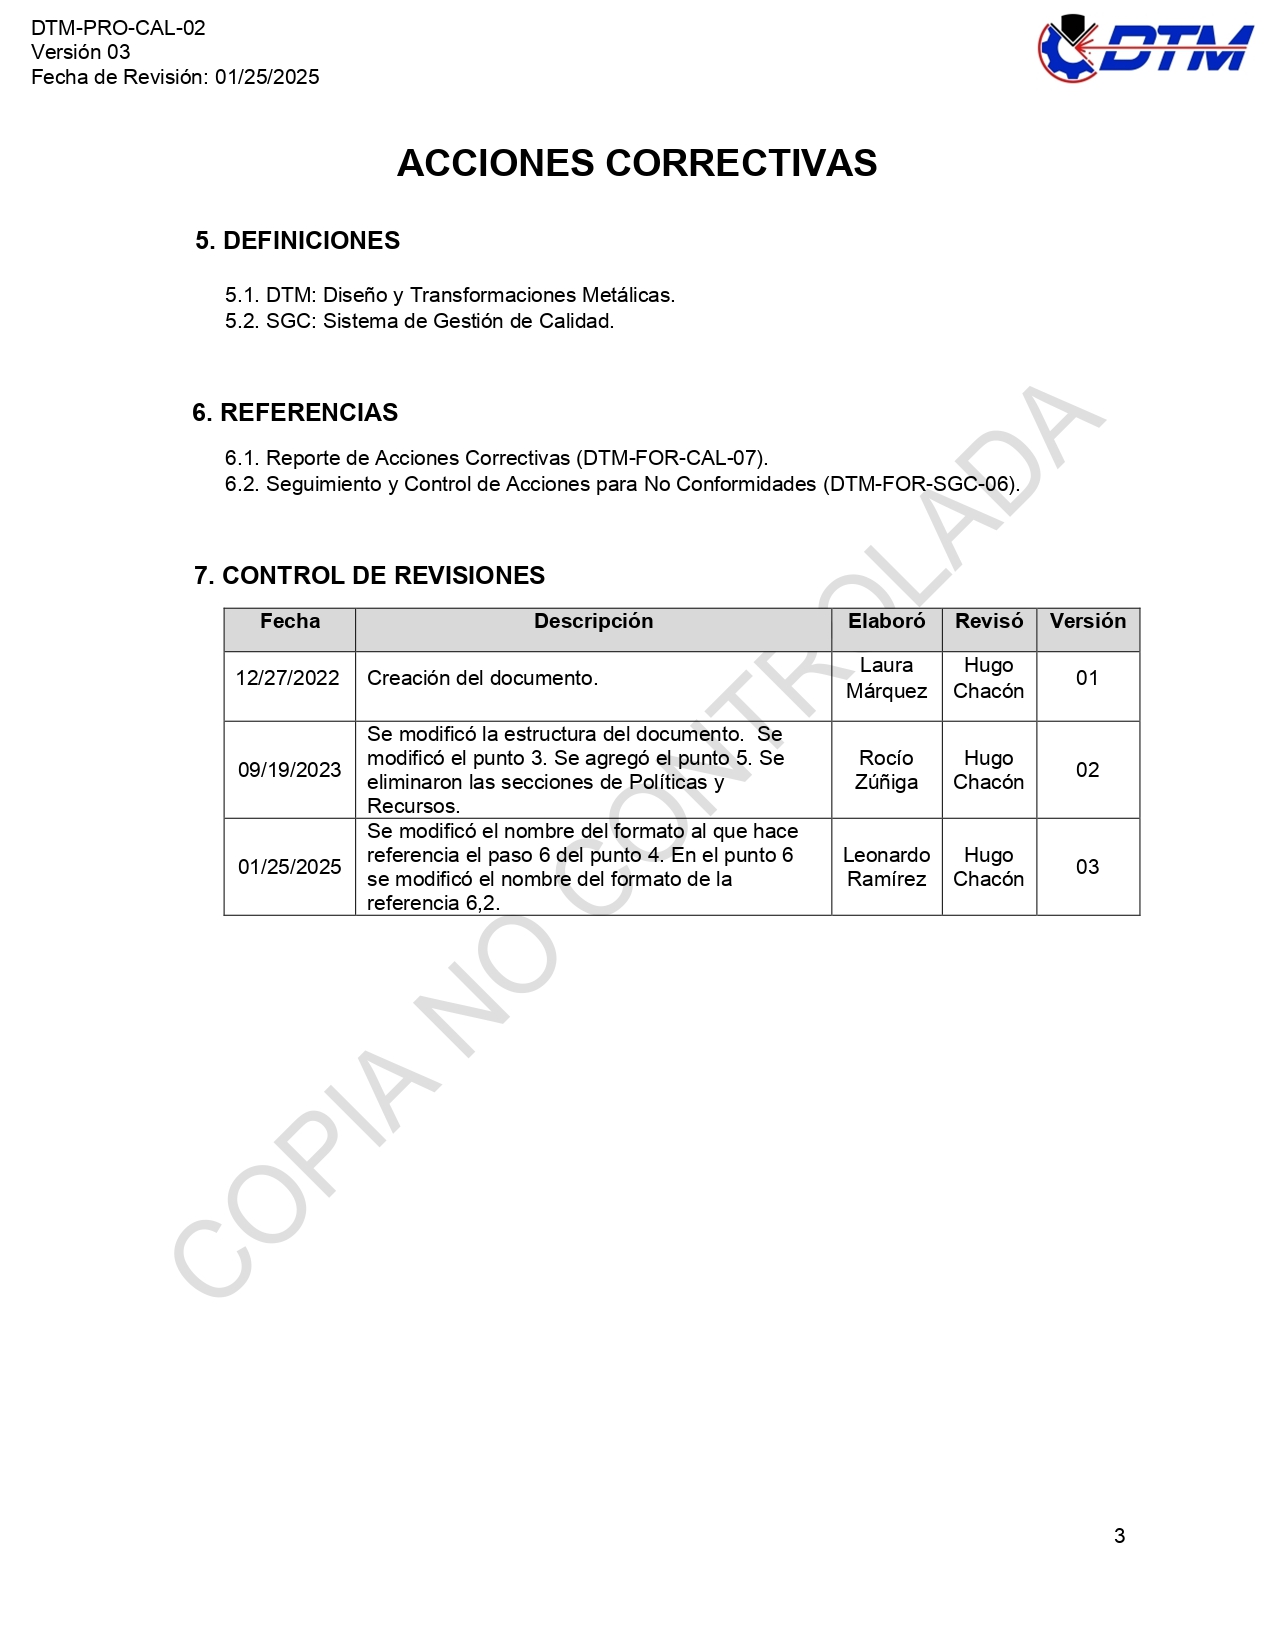 DTM-PRO-CAL-02
Versión 03
Fecha de Revisión: 01/25/2025
DTM
ACCIONES CORRECTIVAS
5. DEFINICIONES
5.1. DTM: Diseño y Transformaciones Metálicas.
5.2. SGC: Sistema de Gestión de Calidad.
6. REFERENCIAS
6.1. Reporte de Acciones Correctivas (DTM-FOR-CAL-07).
6.2. Seguimiento y Control de Acciones para No Conformidades (DTM-FOR-SGC-06).
7. CONTROL DE REVISIONES
Fecha Descripción Elaboró Revisó Versión
12/27/2022 Creación del documento. Laura Márquez Hugo Chacón 01
09/19/2023 Se modificó la estructura del documento.  Se
modificó el punto 3. Se agregó el punto 5. Se
eliminaron las secciones de Políticas y
Recursos. Rocío Zúñiga Hugo Chacón 02
01/25/2025 Se modificó el nombre del formato al que hace
referencia el paso 6 del punto 4. En el punto 6
se modificó el nombre del formato de la
referencia 6,2. Leonardo Ramírez Hugo Chacón 03
COPIA NO CONTROLADA
3